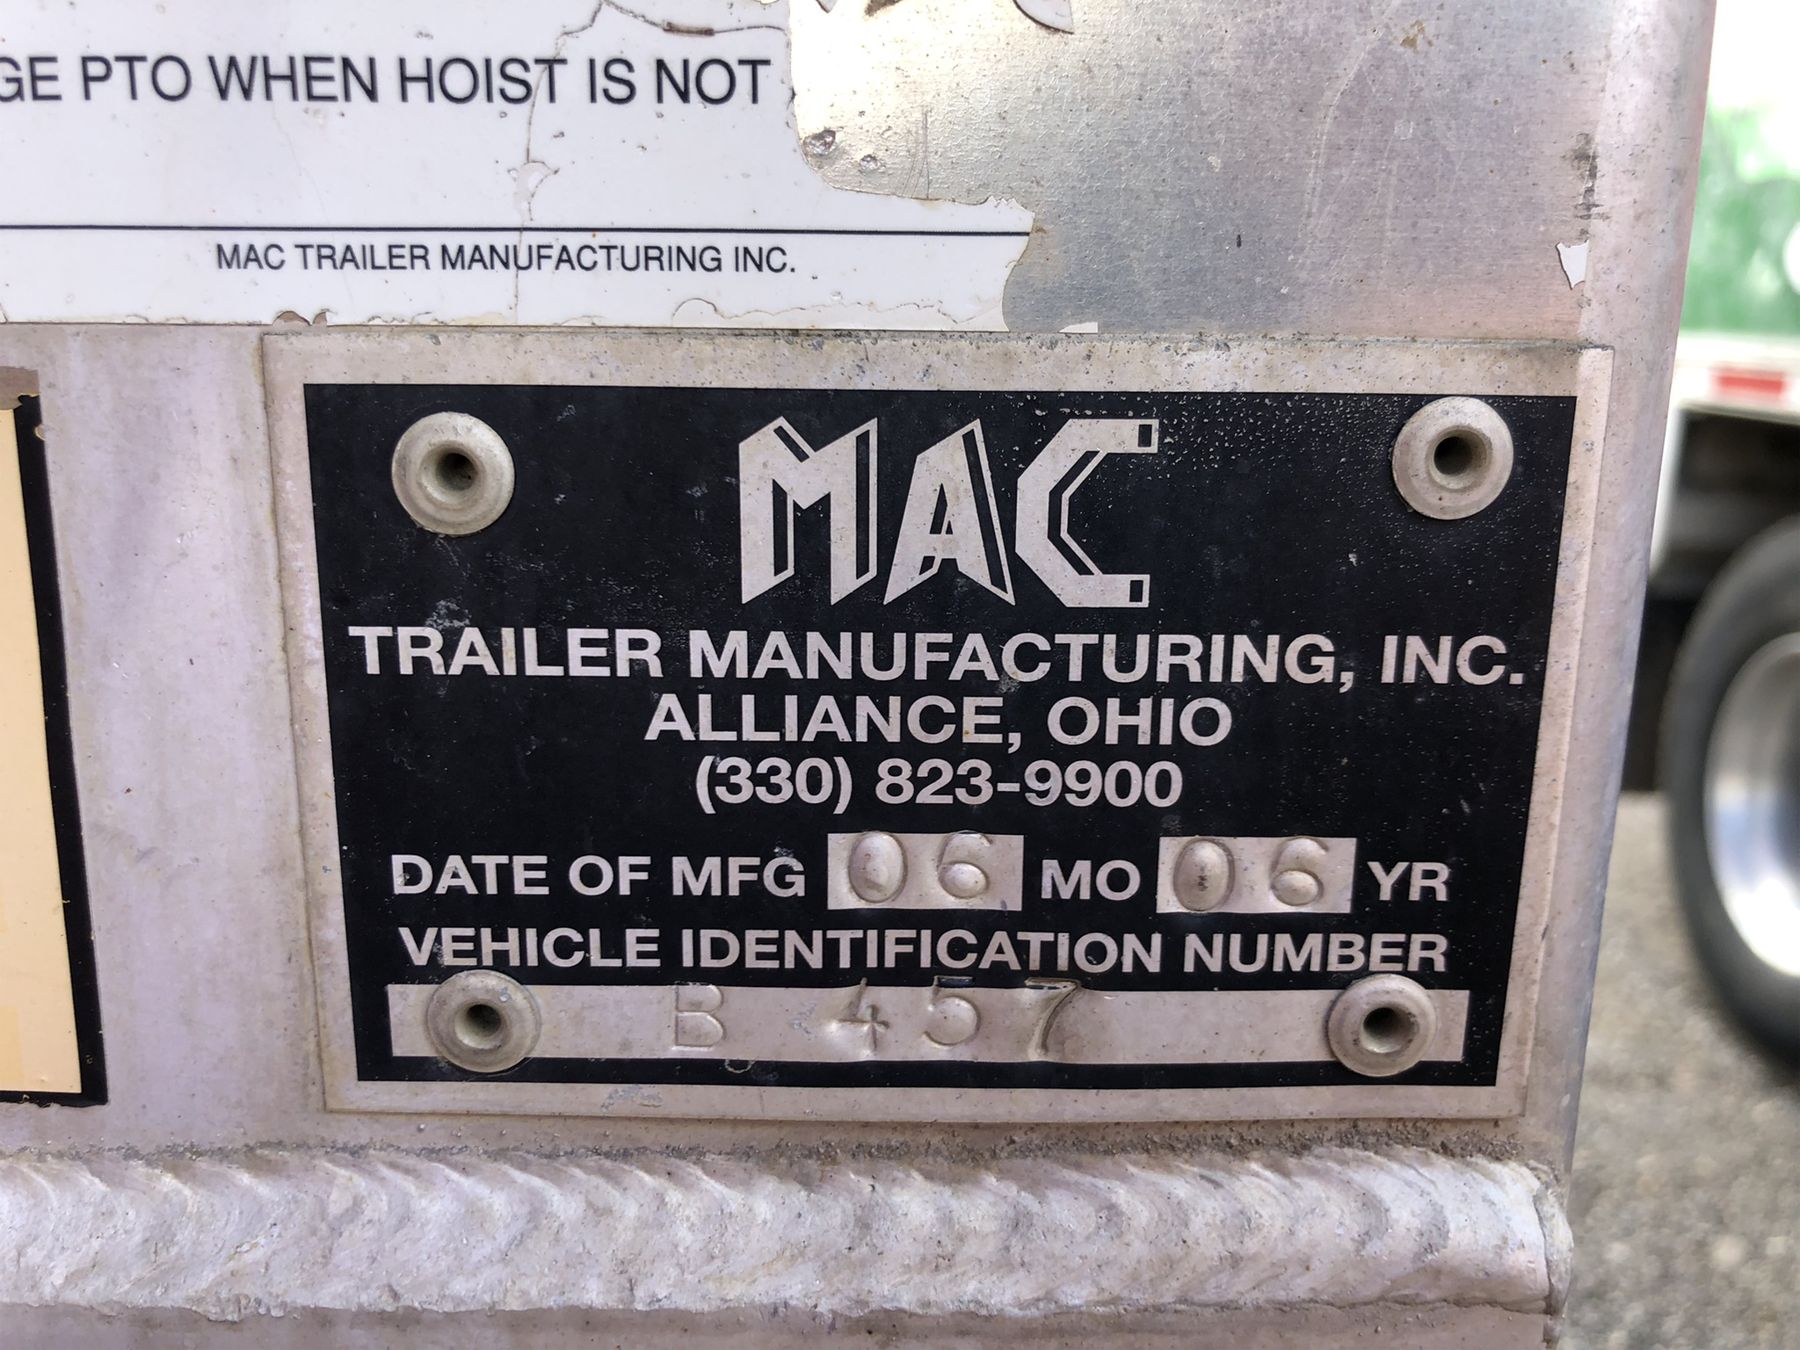 GE PTO WHEN HOIST IS NOT
MAC TRAILER MANUFACTURING INC.
MAC
TRAILER MANUFACTURING, INC.
ALLIANCE, OHIO
(330) 823-9900
DATE OF MFG 06 MO 06 YR
VEHICLE IDENTIFICATION NUMBER
B 457